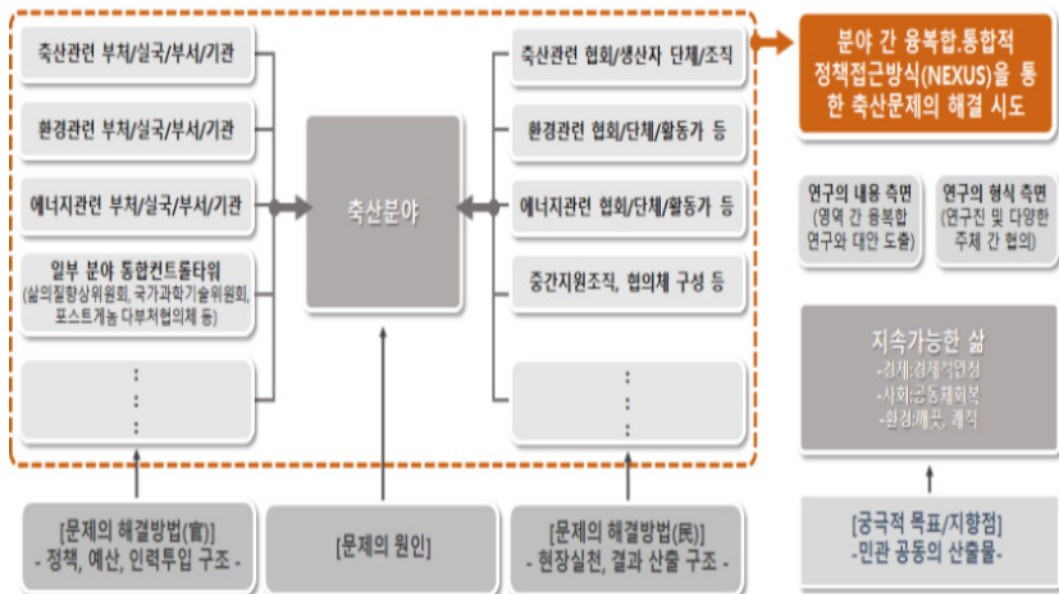 축산관련 부처/실국/부서/기관
환경관련 부처/실국/부서/기관
에너지관련 부처/실국/부서/기관
일부 분야 통합컨트롤타워
(삶의질향상위원회, 국가과학기술위원회,
포스트게놈 다부처협의체 등)
:
:
[문제의 해결방법(官)]
- 정책, 예산, 인력투입 구조 -
축산분야
[문제의 원인]
축산관련 협회/생산자 단체/조직
환경관련 협회/단체/활동가 등
에너지관련 협회/단체/활동가 등
중간지원조직, 협의체 구성 등
:
:
[문제의 해결방법(民)]
- 현장실천, 결과 산출 구조 -
분야 간 융복합.통합적
정책접근방식(NEXUS)을 통
한 축산문제의 해결 시도
연구의 내용 측면
(영역 간 융복합
연구와 대안 도출)
연구의 형식 측면
(연구진 및 다양한
주체 간 협의)
지속가능한 삶
-경제:경제적안정
-사회:공동체회복
-환경:깨끗, 쾌적
[궁극적 목표/지향점]
-민관 공동의 산출물-